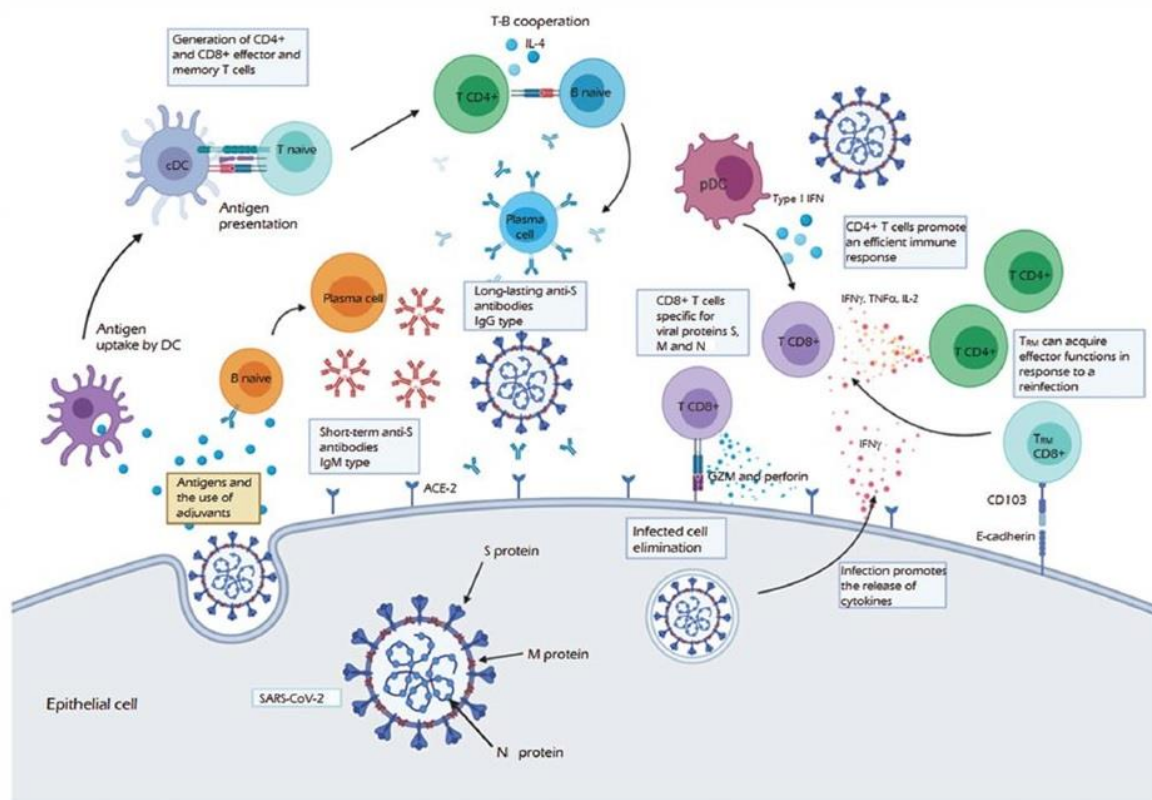 T-B cooperation
IL-4
Generation of CD4+
and CD8+ effector and
memory T cells
T CD4+
B naive
cDC
T naive
Antigen
presentation
pDC
Type I IFN
Plasma
cell
CD4+ T cells promote
an efficient immune
response
T CD4+
Plasma cell
Long-lasting anti-S
antibodies
IgG type
CD8+ T cells
specific for
viral proteins S,
M and N
IFNγ, TNFα, IL-2
T CD8+
T CD4+
TRM can acquire
effector functions in
response to a
reinfection
Antigen
uptake by DC
B naive
T CD8+
Short-term anti-S
antibodies
IgM type
IFNγ
TRM
CD8+
GZM and perforin
Antigens and
the use of
adjuvants
ACE-2
CD103
E-cadherin
Infected cell
elimination
S protein
Infection promotes
the release of
cytokines
M protein
SARS-CoV-2
Epithelial cell
N protein